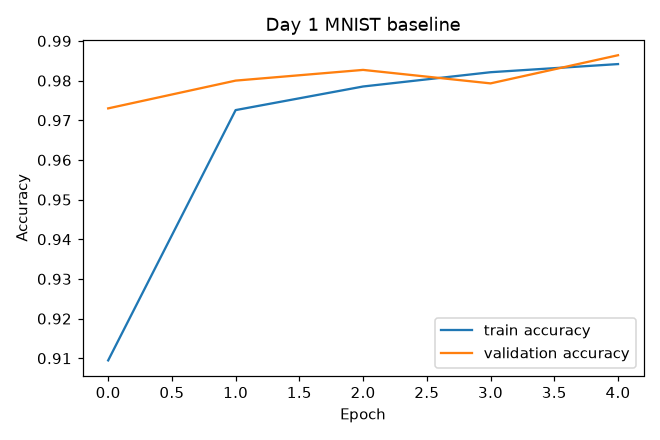 Day 1 MNIST baseline
0.99
0.98
0.97
0.96
0.95
0.94
0.93
0.92
0.91
Accuracy
train accuracy
validation accuracy
0.0 0.5 1.0 1.5 2.0 2.5 3.0 3.5 4.0
Epoch